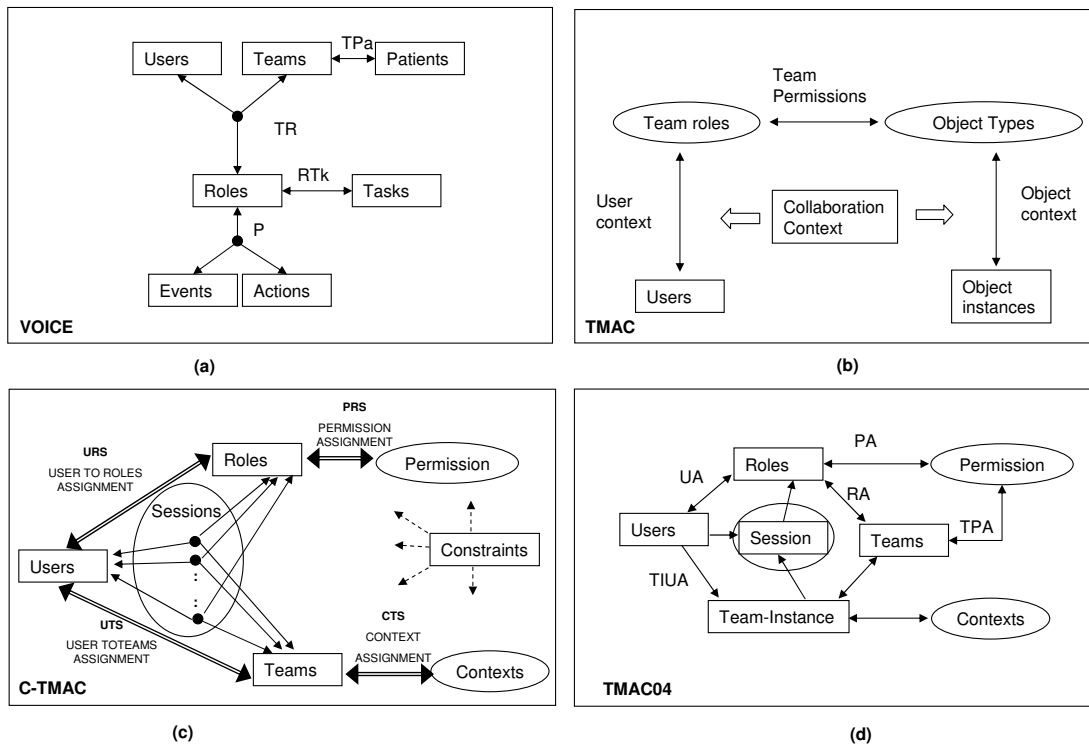 Users
Teams
TPa
Patients
TR
Roles
RTk
Tasks
P
Events
Actions
VOICE
(a)
Team
Permissions
Team roles
Object Types
User
context
Collaboration
Context
Object
context
Users
Object
instances
TMAC
(b)
PRS
PERMISSION
ASSIGNMENT
URS
USER TO ROLES
ASSIGNMENT
Roles
Permission
Sessions
Users
Constraints
UTS
USER TOTEAMS
ASSIGNMENT
CTS
CONTEXT
ASSIGNMENT
Teams
Contexts
C-TMAC
(c)
PA
Roles
Permission
UA
RA
Users
Session
Teams
TPA
TIUA
Team-Instance
Contexts
TMAC04
(d)